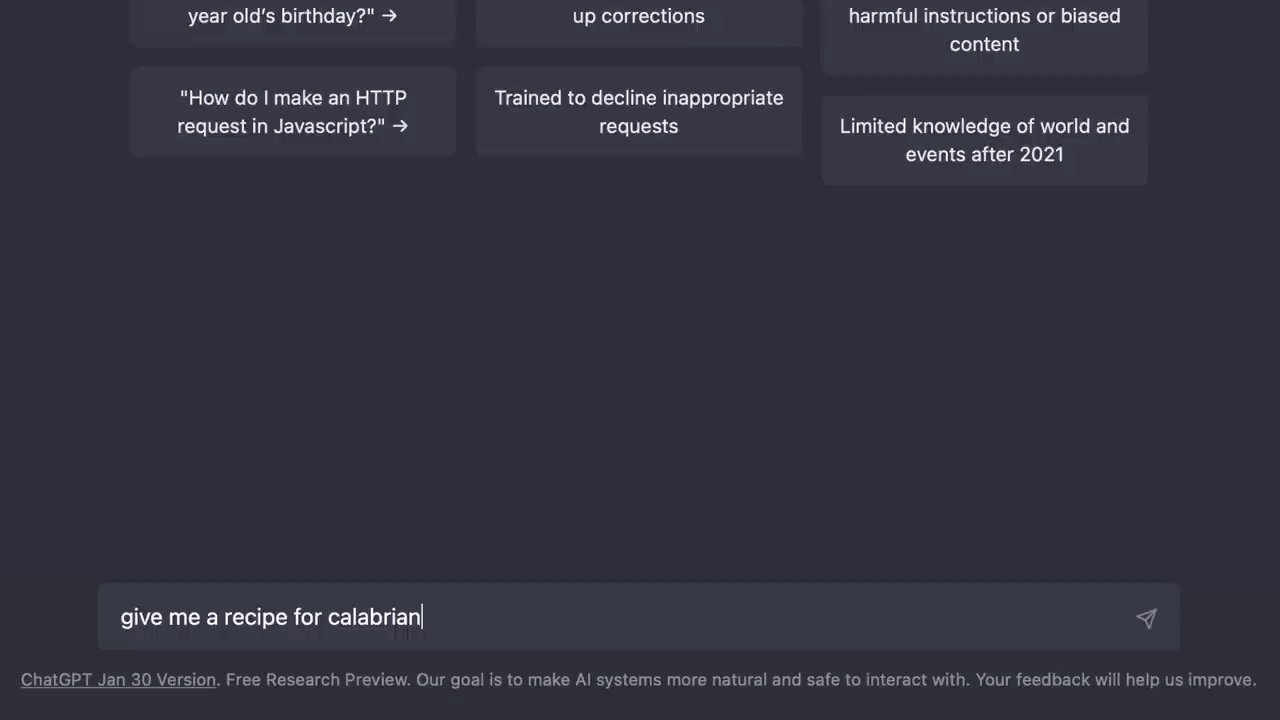 year old's birthday?" →
"How do I make an HTTP
request in Javascript?" →
up corrections
Trained to decline inappropriate
requests
harmful instructions or biased
content
Limited knowledge of world and
events after 2021
give me a recipe for calabrian
ChatGPT Jan 30 Version. Free Research Preview. Our goal is to make AI systems more natural and safe to interact with. Your feedback will help us improve.